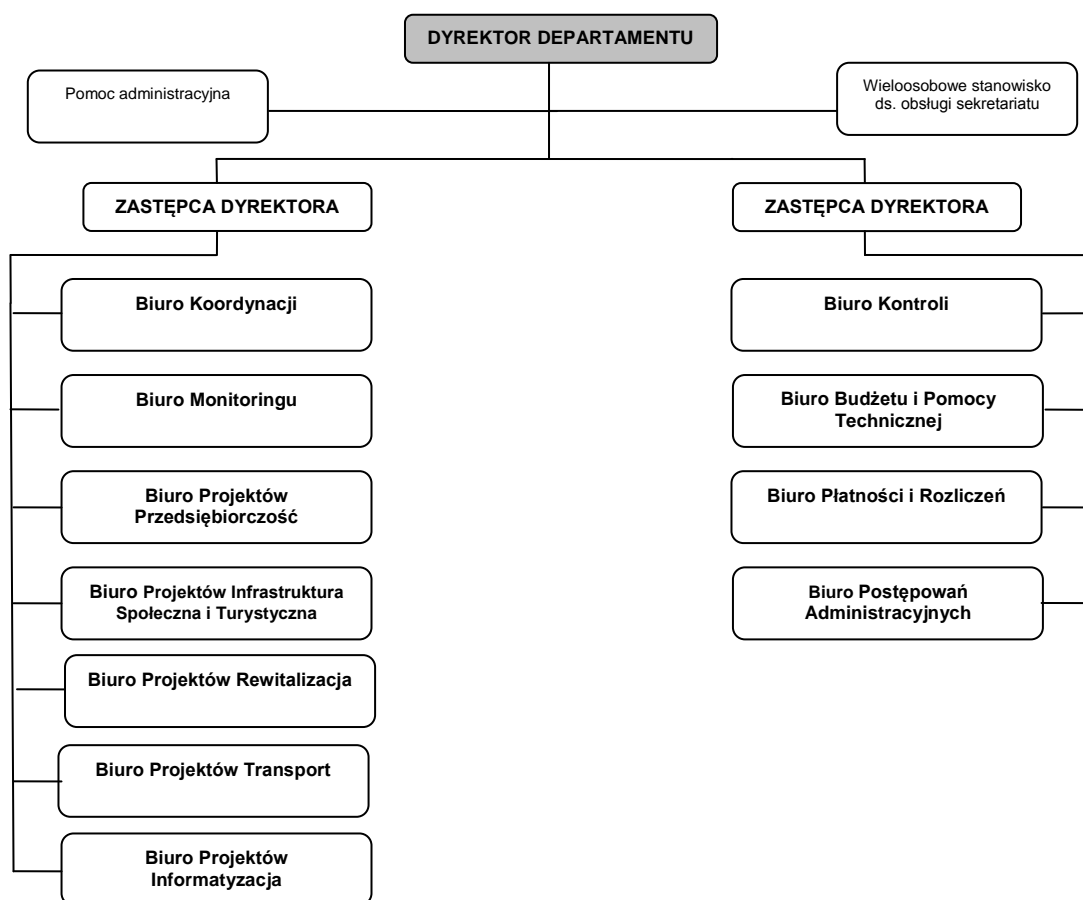 DYREKTOR DEPARTAMENTU
Pomoc administracyjna
Wieloosobowe stanowisko
ds. obsługi sekretariatu
ZASTĘPCA DYREKTORA
ZASTĘPCA DYREKTORA
Biuro Koordynacji
Biuro Monitoringu
Biuro Projektów
Przedsiębiorczość
Biuro Projektów Infrastruktura
Społeczna i Turystyczna
Biuro Projektów Rewitalizacja
Biuro Projektów Transport
Biuro Projektów
Informatyzacja
Biuro Kontroli
Biuro Budżetu i Pomocy
Technicznej
Biuro Płatności i Rozliczeń
Biuro Postępowań
Administracyjnych